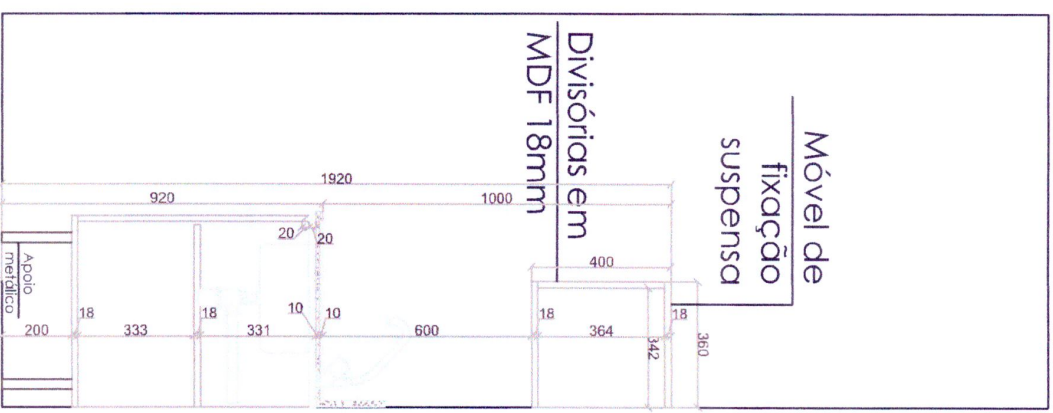 Móvel de
fixação
suspensa
Divisórias em
MDF 18mm
1920
920
1000
20
20
400
Apoio
metálico
18
18
10
10
18
18
200
333
331
600
364
342
360